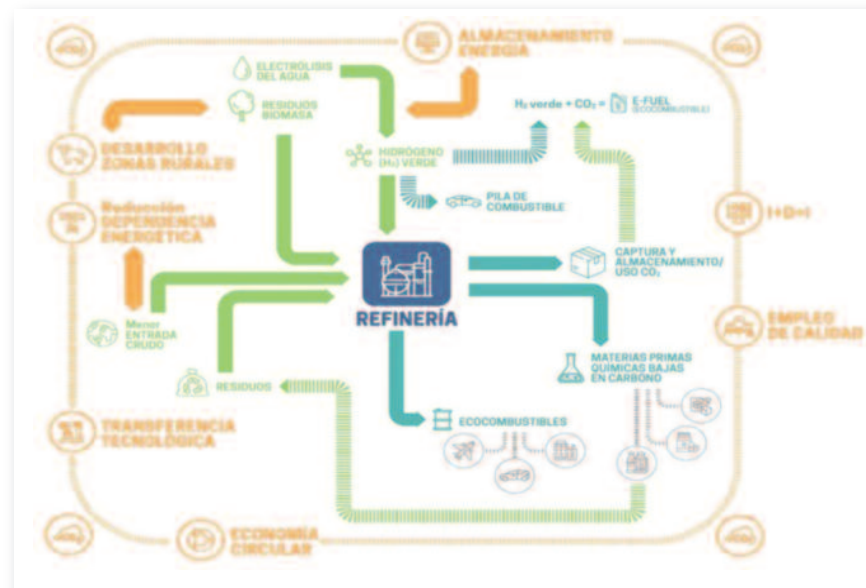 ALMACENAMIENTO
ENERGÍA
ELECTRÓLISIS
DEL AGUA
RESIDUOS
BIOMASA
H₂ verde + CO₂ =
E-FUEL
(ECOCOMBUSTIBLE)
DESARROLLO
ZONAS RURALES
HIDRÓGENO
(H₂) VERDE
PILA DE
COMBUSTIBLE
Reducción
DEPENDENCIA
ENERGÉTICA
I+D+I
CAPTURA Y
ALMACENAMIENTO/
USO CO₂
REFINERÍA
Menor
ENTRADA
CRUDO
EMPLEO
DE CALIDAD
MATERIAS PRIMAS
QUÍMICAS BAJAS
EN CARBONO
RESIDUOS
ECOCOMBUSTIBLES
TRANSFERENCIA
TECNOLÓGICA
ECONOMÍA
CIRCULAR